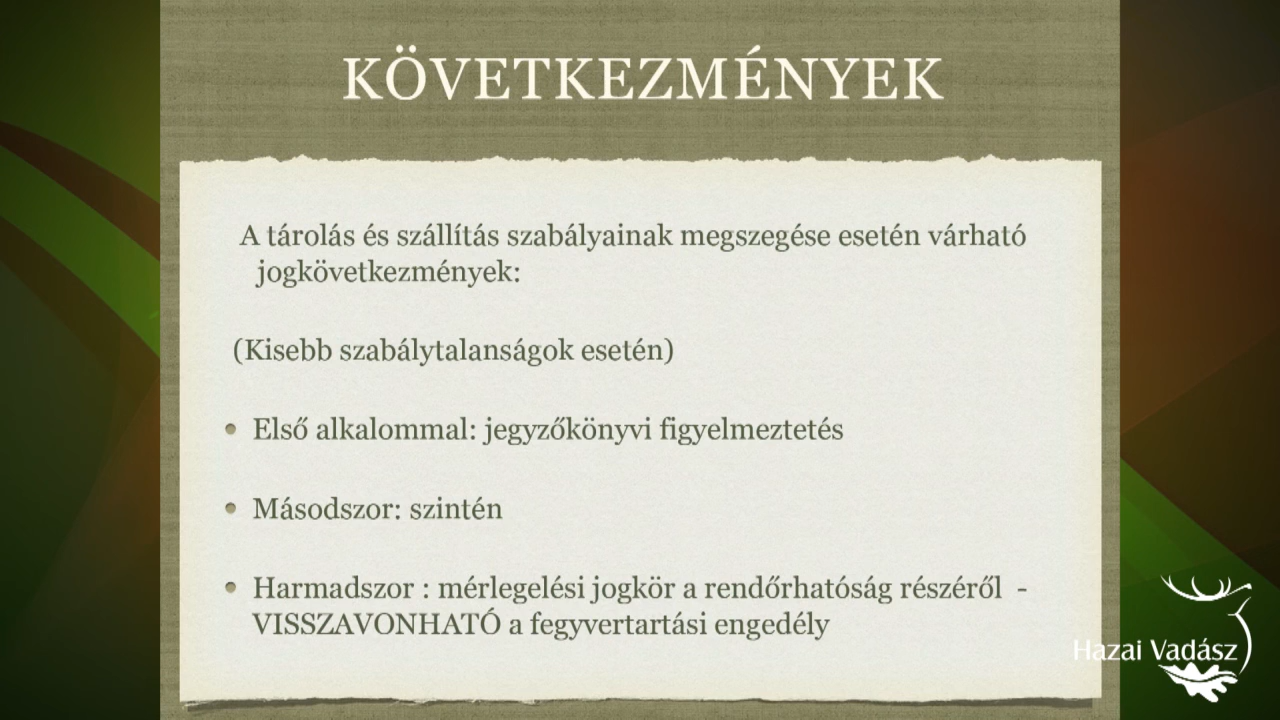 KÖVETKEZMÉNYEK
A tárolás és szállítás szabályainak megszegése esetén várható
jogkövetkezmények:
(Kisebb szabálytalanságok esetén)
• Első alkalommal: jegyzőkönyvi figyelmeztetés
• Másodszor: szintén
• Harmadszor : mérlegelési jogkör a rendőrhatóság részéről -
VISSZAVONHATÓ a fegyvertartási engedély
Hazai Vadász